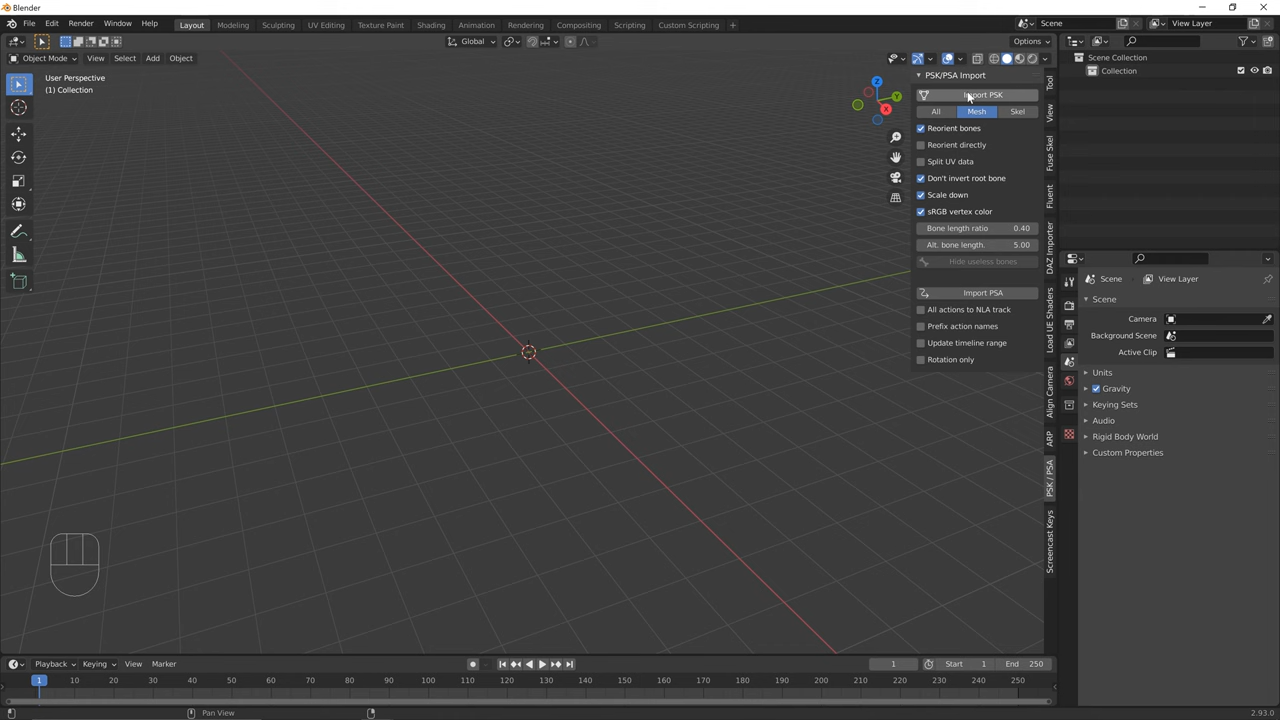 Blender
File Edit Render Window Help Layout Modeling Sculpting UV Editing Texture Paint Shading Animation Rendering Compositing Scripting Custom Scripting + Scene View Layer
Global Options
Object Mode View Select Add Object
User Perspective
(1) Collection
Z
Y
X
PSK/PSA Import
Import PSK
All Mesh Skel
Reorient bones
Reorient directly
Split UV data
Don't invert root bone
Scale down
sRGB vertex color
Bone length ratio 0.40
Alt. bone length. 5.00
Hide useless bones
Import PSA
All actions to NLA track
Prefix action names
Update timeline range
Rotation only
Tool
View
Fuse Skel
Fluent
DAZ Importer
Load UE Shaders
Align Camera
ARP
PSK / PSA
Screencast Keys
Scene Collection
Collection
Scene View Layer
Scene
Camera
Background Scene
Active Clip
Units
Gravity
Keying Sets
Audio
Rigid Body World
Custom Properties
Playback Keying View Marker 1 Start 1 End 250
1 10 20 30 40 50 60 70 80 90 100 110 120 130 140 150 160 170 180 190 200 210 220 230 240 250
Pan View 2.93.0